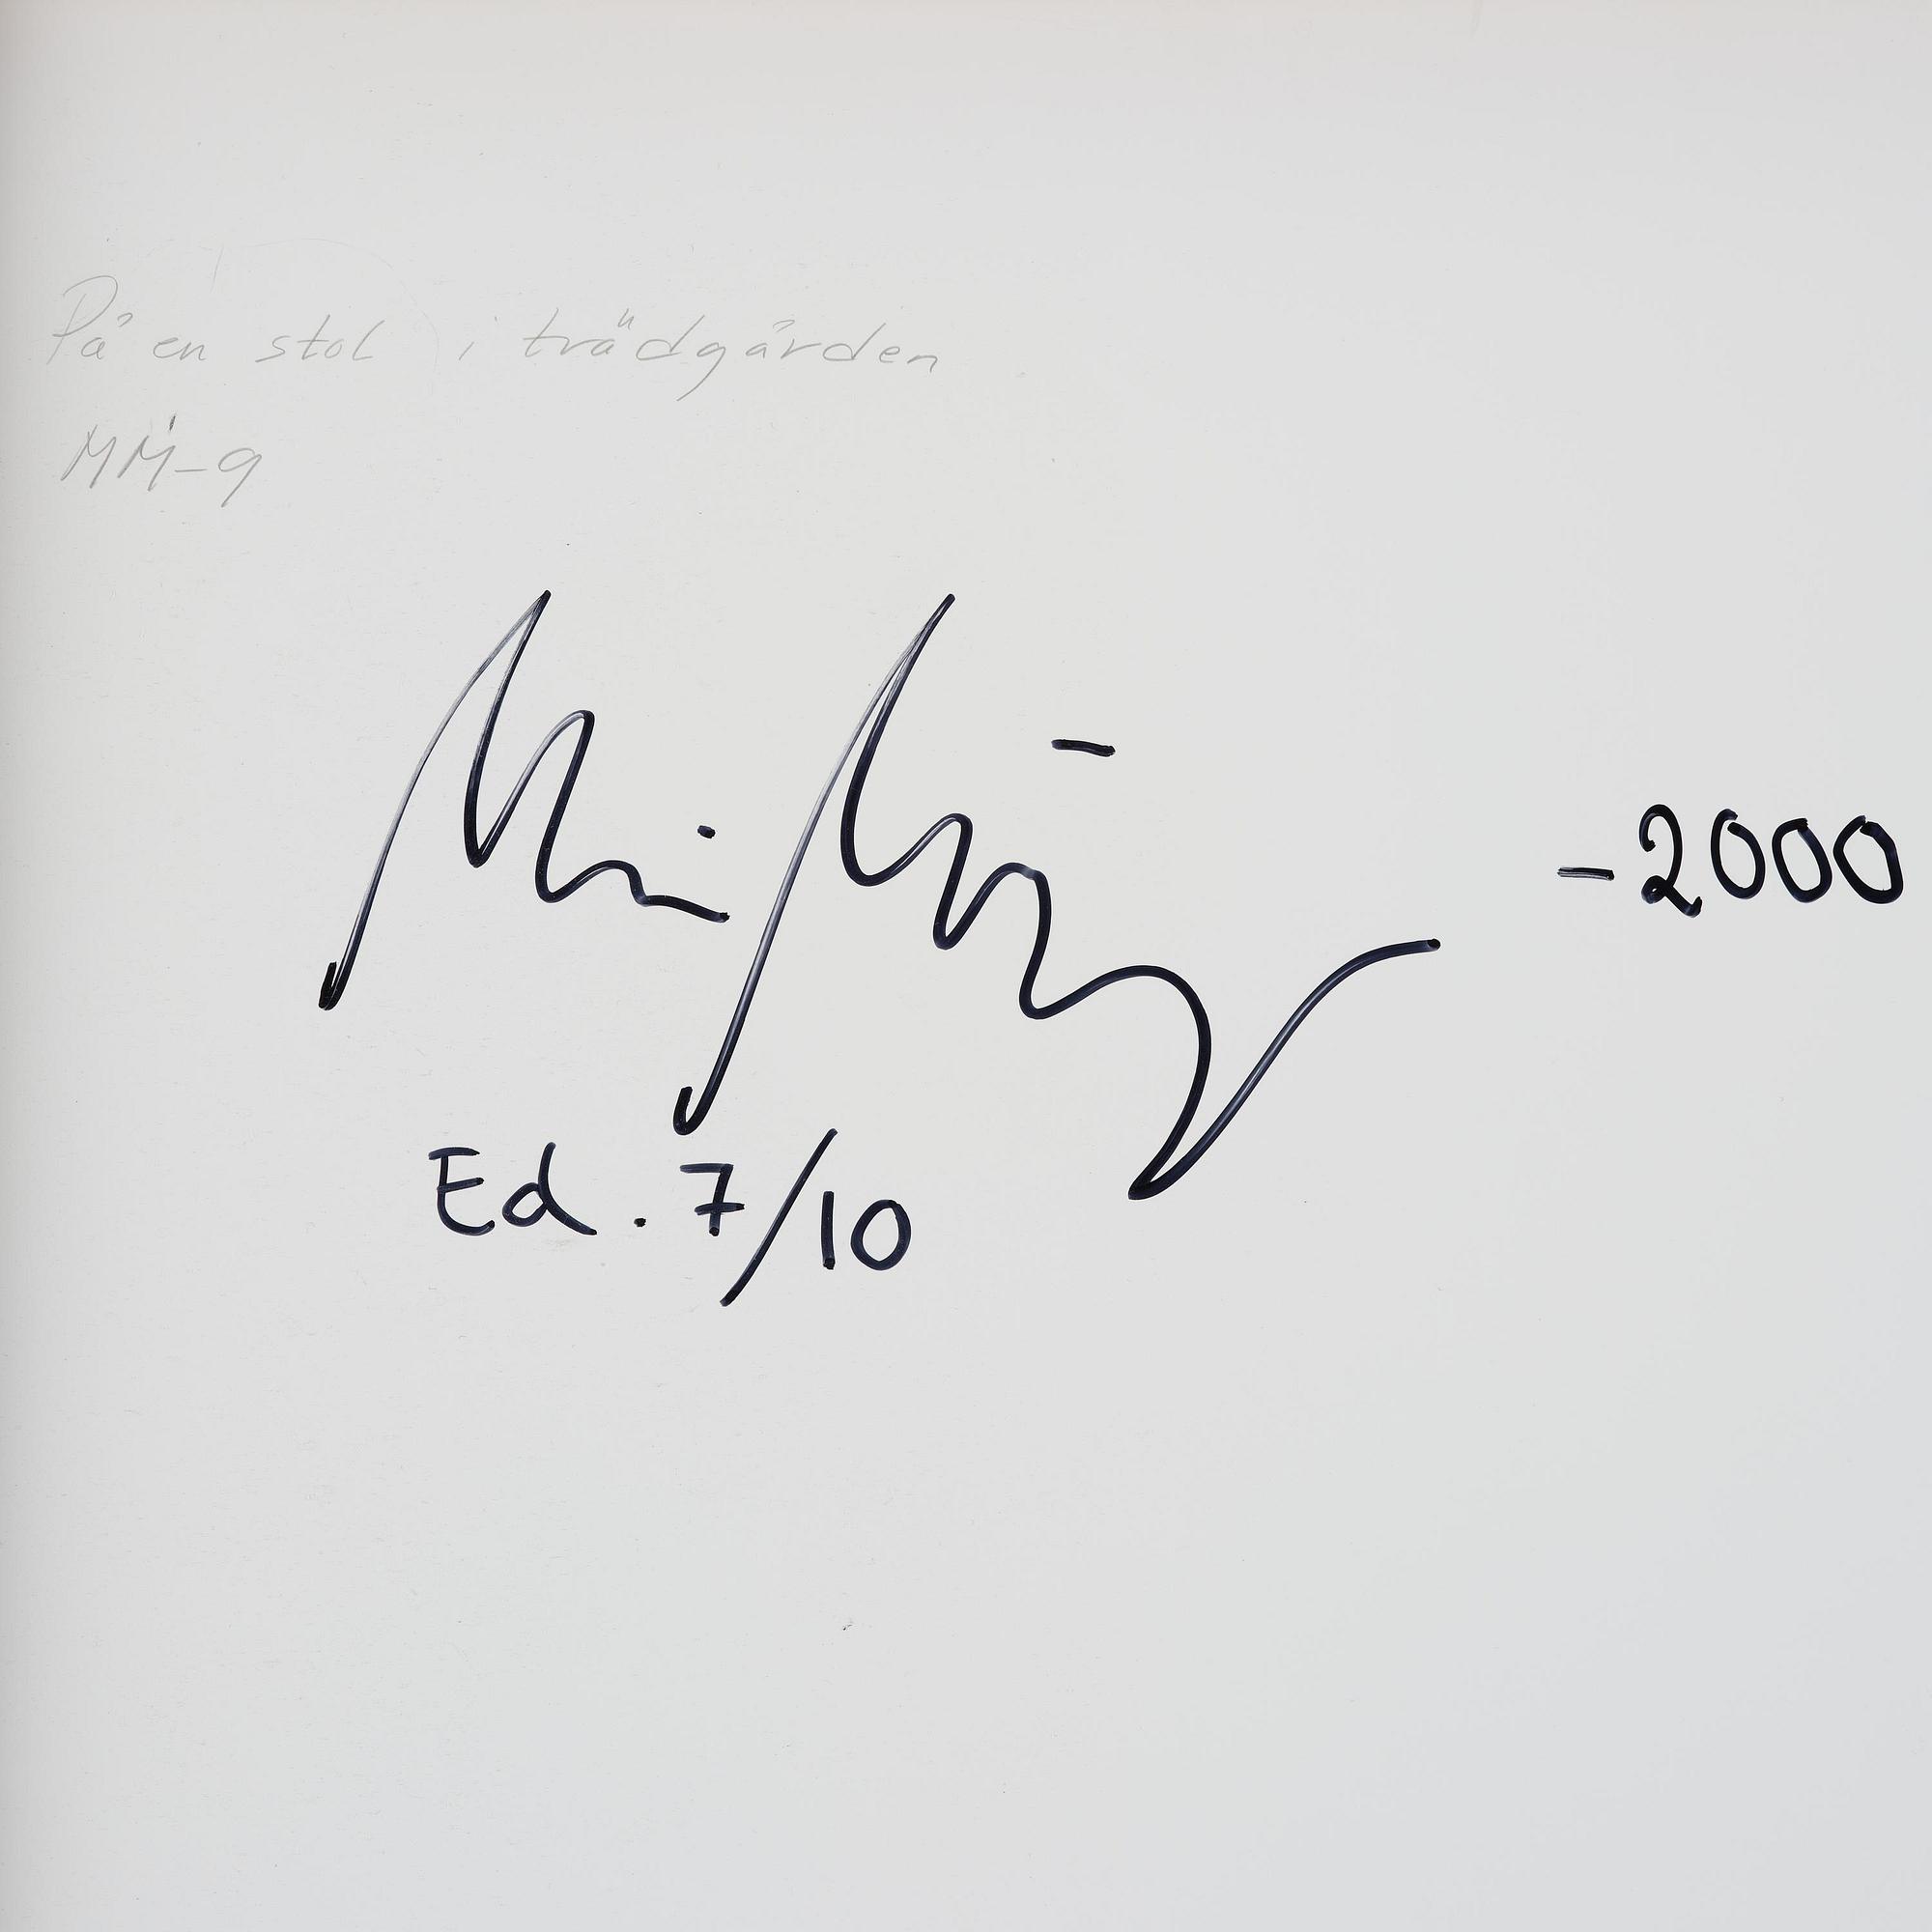 På en stol i trädgården
MM-9
-2000
Ed. 7/10